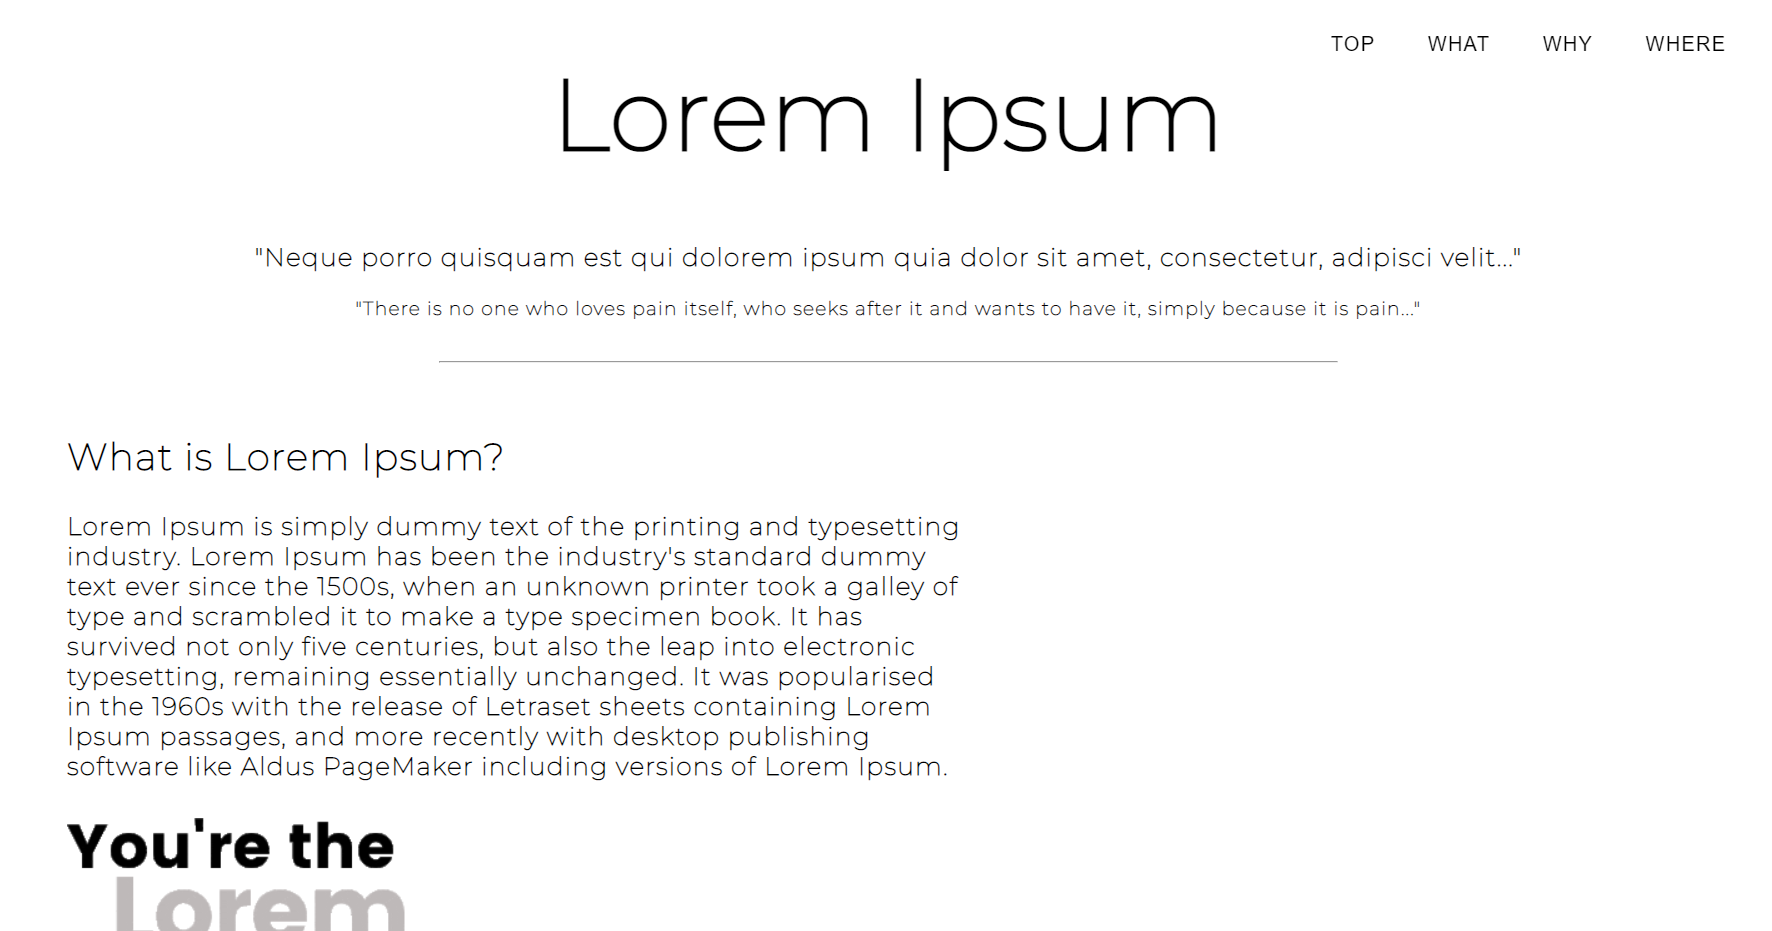 TOP WHAT WHY WHERE
Lorem Ipsum
"Neque porro quisquam est qui dolorem ipsum quia dolor sit amet, consectetur, adipisci velit..."
"There is no one who loves pain itself, who seeks after it and wants to have it, simply because it is pain..."
What is Lorem Ipsum?
Lorem Ipsum is simply dummy text of the printing and typesetting
industry. Lorem Ipsum has been the industry's standard dummy
text ever since the 1500s, when an unknown printer took a galley of
type and scrambled it to make a type specimen book. It has
survived not only five centuries, but also the leap into electronic
typesetting, remaining essentially unchanged. It was popularised
in the 1960s with the release of Letraset sheets containing Lorem
Ipsum passages, and more recently with desktop publishing
software like Aldus PageMaker including versions of Lorem Ipsum.
You're the
Lorem